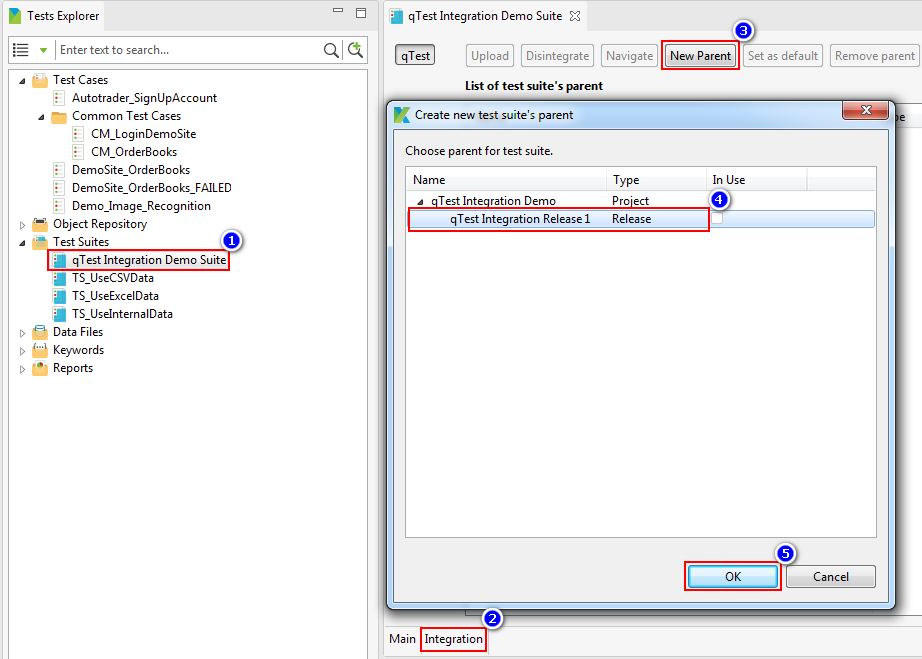 Tests Explorer
Enter text to search...
Test Cases
Autotrader_SignUpAccount
Common Test Cases
CM_LoginDemoSite
CM_OrderBooks
DemoSite_OrderBooks
DemoSite_OrderBooks_FAILED
Demo_Image_Recognition
Object Repository
Test Suites
1
qTest Integration Demo Suite
TS_UseCSVData
TS_UseExcelData
TS_UseInternalData
Data Files
Keywords
Reports
qTest Integration Demo Suite
3
qTest Upload Disintegrate Navigate New Parent Set as default Remove parent
List of test suite's parent
Create new test suite's parent
Choose parent for test suite.
Name Type In Use
qTest Integration Demo Project
4
qTest Integration Release 1 Release
5
OK Cancel
2
Main Integration